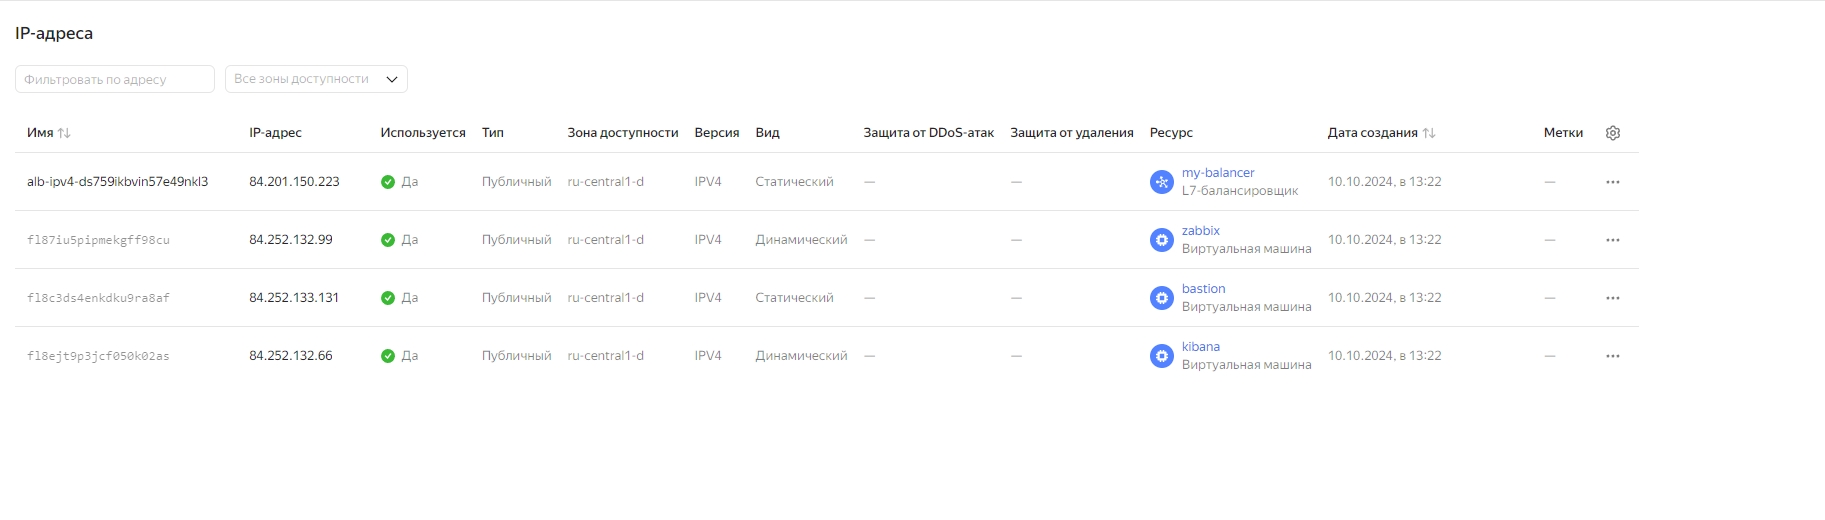 IP-адреса
Фильтровать по адресу Все зоны доступности
Имя IP-адрес Используется Тип Зона доступности Версия Вид Защита от DDoS-атак Защита от удаления Ресурс Дата создания Метки
alb-ipv4-ds759ikbvin57e49nkl3 84.201.150.223 Да Публичный ru-central1-d IPV4 Статический — — my-balancer 10.10.2024, в 13:22 —
L7-балансировщик
fl87iu5pipmekgff98cu 84.252.132.99 Да Публичный ru-central1-d IPV4 Динамический — — zabbix 10.10.2024, в 13:22 —
Виртуальная машина
fl8c3ds4enkdku9ra8af 84.252.133.131 Да Публичный ru-central1-d IPV4 Статический — — bastion 10.10.2024, в 13:22 —
Виртуальная машина
fl8ejt9p3jcf050k02as 84.252.132.66 Да Публичный ru-central1-d IPV4 Динамический — — kibana 10.10.2024, в 13:22 —
Виртуальная машина